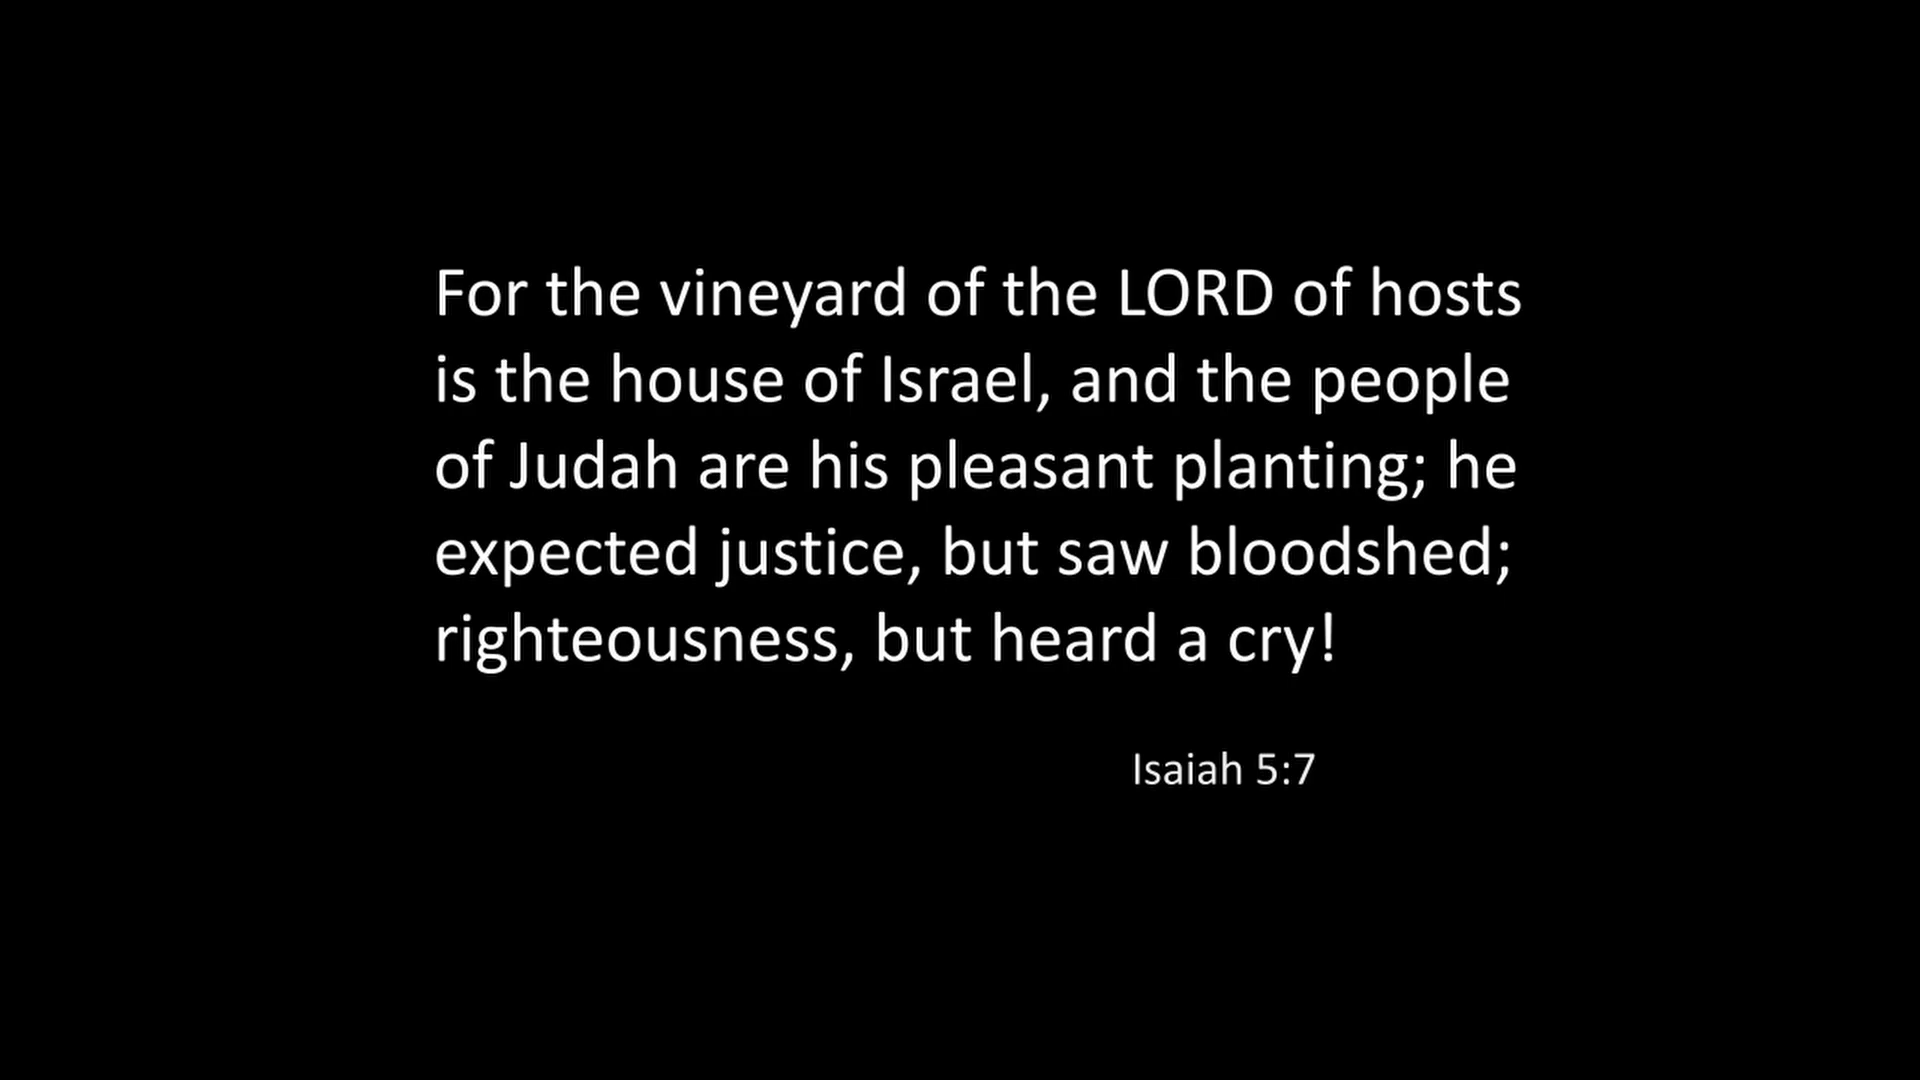 For the vineyard of the LORD of hosts
is the house of Israel, and the people
of Judah are his pleasant planting; he
expected justice, but saw bloodshed;
righteousness, but heard a cry!
Isaiah 5:7